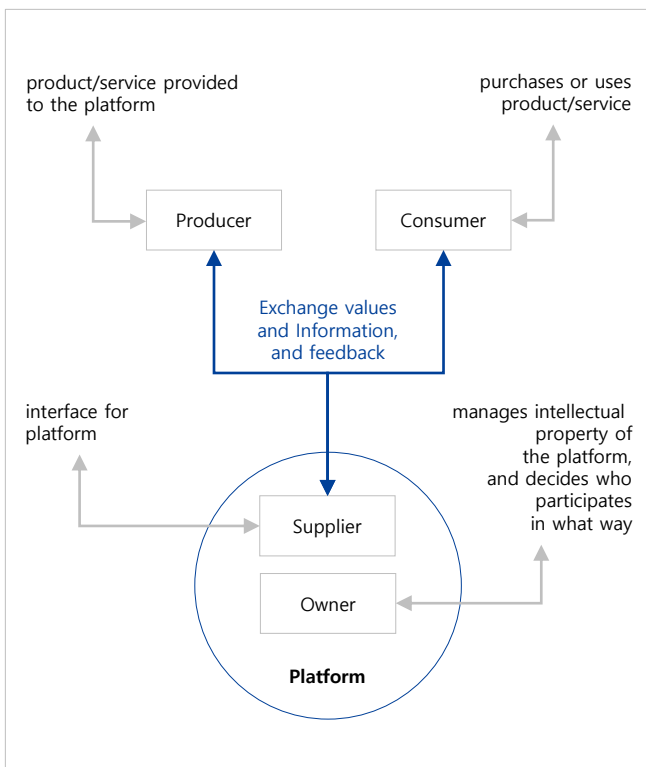 product/service provided
to the platform
purchases or uses
product/service
Producer
Consumer
Exchange values
and Information,
and feedback
interface for
platform
manages intellectual
property of
the platform,
and decides who
participates
in what way
Supplier
Owner
Platform